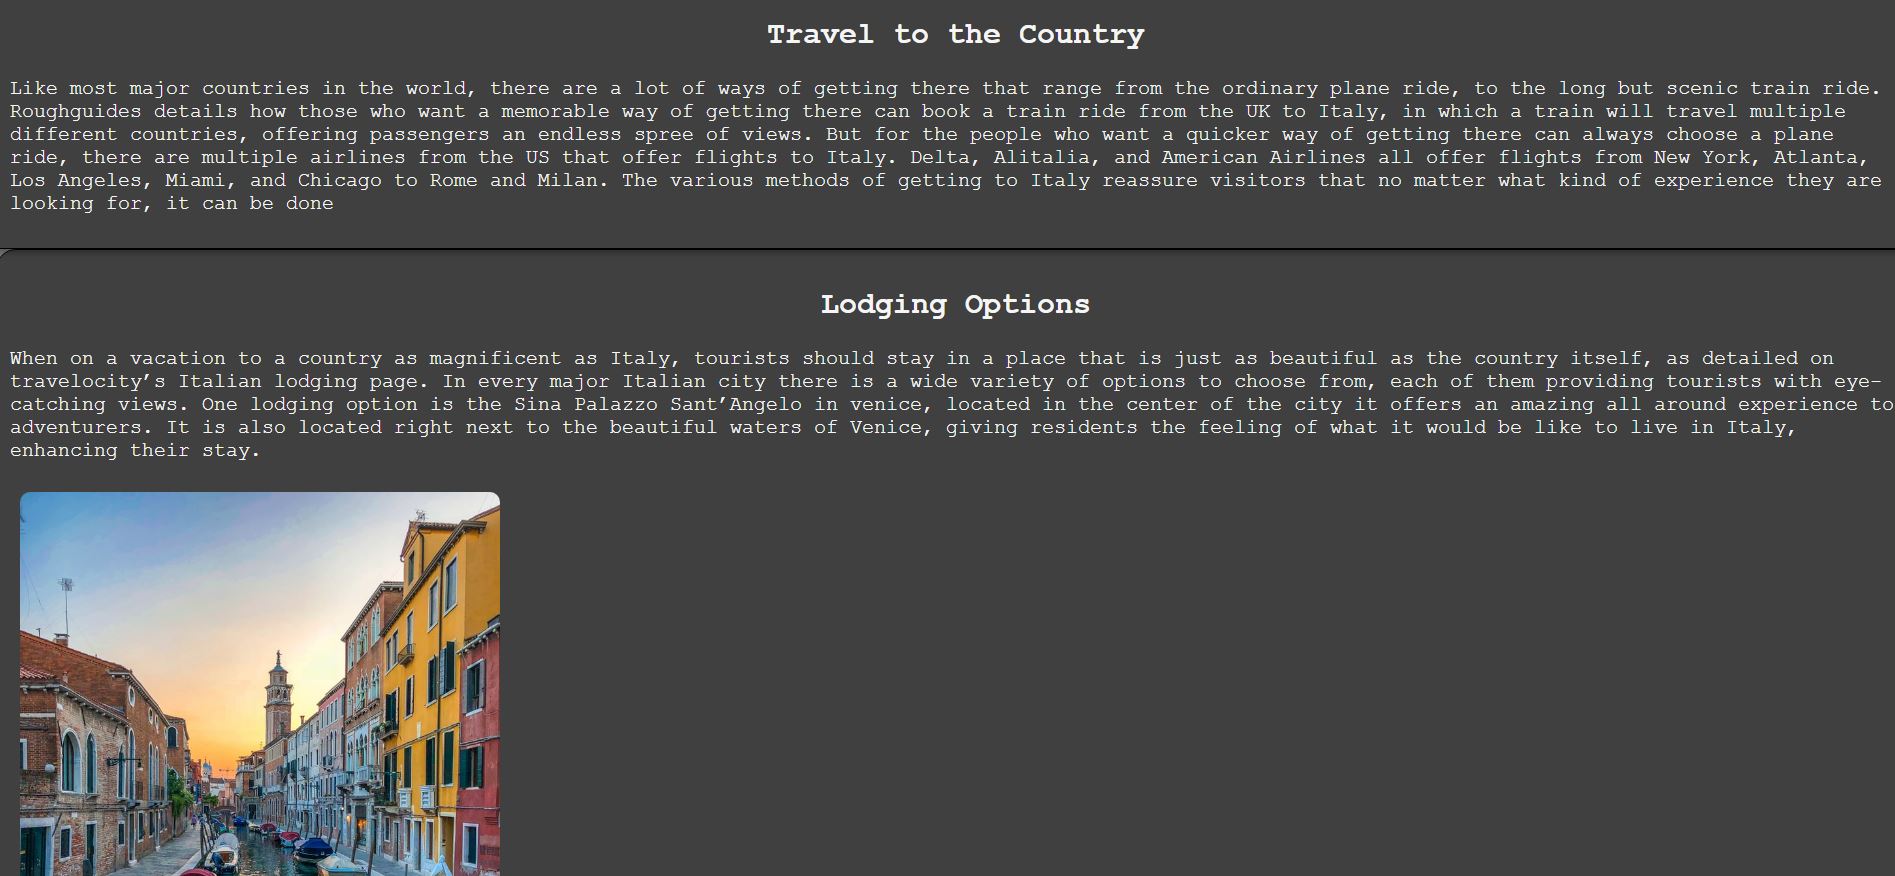 Travel to the Country
Like most major countries in the world, there are a lot of ways of getting there that range from the ordinary plane ride, to the long but scenic train ride.
Roughguides details how those who want a memorable way of getting there can book a train ride from the UK to Italy, in which a train will travel multiple
different countries, offering passengers an endless spree of views. But for the people who want a quicker way of getting there can always choose a plane
ride, there are multiple airlines from the US that offer flights to Italy. Delta, Alitalia, and American Airlines all offer flights from New York, Atlanta,
Los Angeles, Miami, and Chicago to Rome and Milan. The various methods of getting to Italy reassure visitors that no matter what kind of experience they are
looking for, it can be done
Lodging Options
When on a vacation to a country as magnificent as Italy, tourists should stay in a place that is just as beautiful as the country itself, as detailed on
travelocity’s Italian lodging page. In every major Italian city there is a wide variety of options to choose from, each of them providing tourists with eye-
catching views. One lodging option is the Sina Palazzo Sant’Angelo in venice, located in the center of the city it offers an amazing all around experience to
adventurers. It is also located right next to the beautiful waters of Venice, giving residents the feeling of what it would be like to live in Italy,
enhancing their stay.